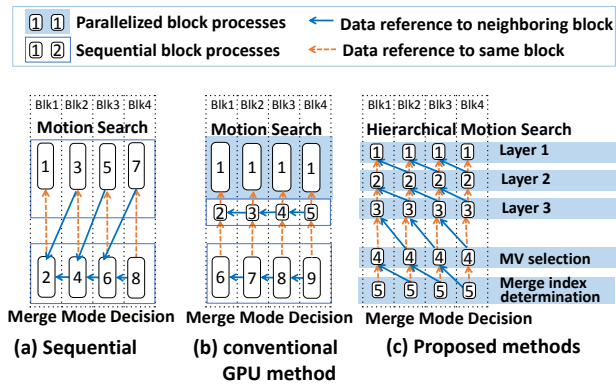 1 1 Parallelized block processes
Data reference to neighboring block
1 2 Sequential block processes
Data reference to same block
Blk1 Blk2 Blk3 Blk4
Motion Search
1 3 5 7
2 4 6 8
Merge Mode Decision
(a) Sequential
Blk1 Blk2 Blk3 Blk4
Motion Search
1 1 1 1
2 3 4 5
6 7 8 9
Merge Mode Decision
(b) conventional
GPU method
Blk1 Blk2 Blk3 Blk4
Hierarchical Motion Search
1 1 1 1 Layer 1
2 2 2 2 Layer 2
3 3 3 3 Layer 3
4 4 4 4 MV selection
5 5 5 5 Merge index
determination
Merge Mode Decision
(c) Proposed methods